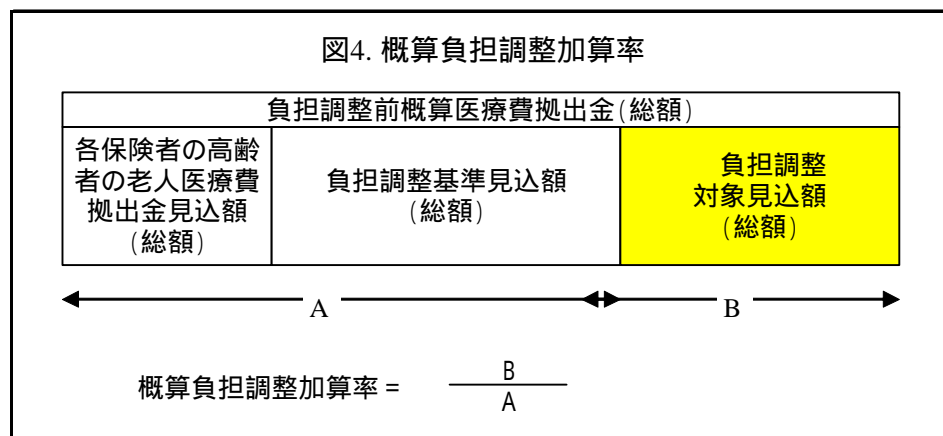 図4. 概算負担調整加算率
負担調整前概算医療費拠出金(総額)
各保険者の高齢
者の老人医療費
拠出金見込額
(総額)
負担調整基準見込額
(総額)
負担調整
対象見込額
(総額)
A
B
概算負担調整加算率 =
B
A